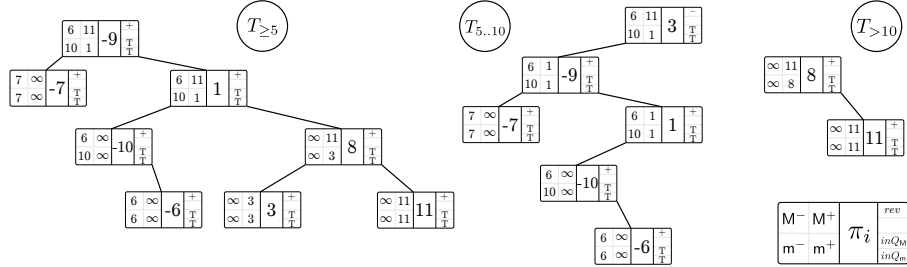 T≥5
6 11 -9 +
10 1 T
T
7 ∞ -7 +
7 ∞ T
T
6 11 1 +
10 1 T
T
6 ∞ -10 +
10 ∞ T
T
∞ 11 8 +
∞ 3 T
T
6 ∞ -6 +
6 ∞ T
T
∞ 3 3 +
∞ 3 T
T
∞ 11 11 +
∞ 11 T
T
T5..10
6 11 3 −
10 1 T
T
6 1 -9 +
10 1 T
T
7 ∞ -7 +
7 ∞ T
T
6 1 1 +
10 1 T
T
6 ∞ -10 +
10 ∞ T
T
6 ∞ -6 +
6 ∞ T
T
T>10
∞ 11 8 +
∞ 8 T
T
∞ 11 11 +
∞ 11 T
T
M− M+ πi rev
m− m+ inQM
inQm